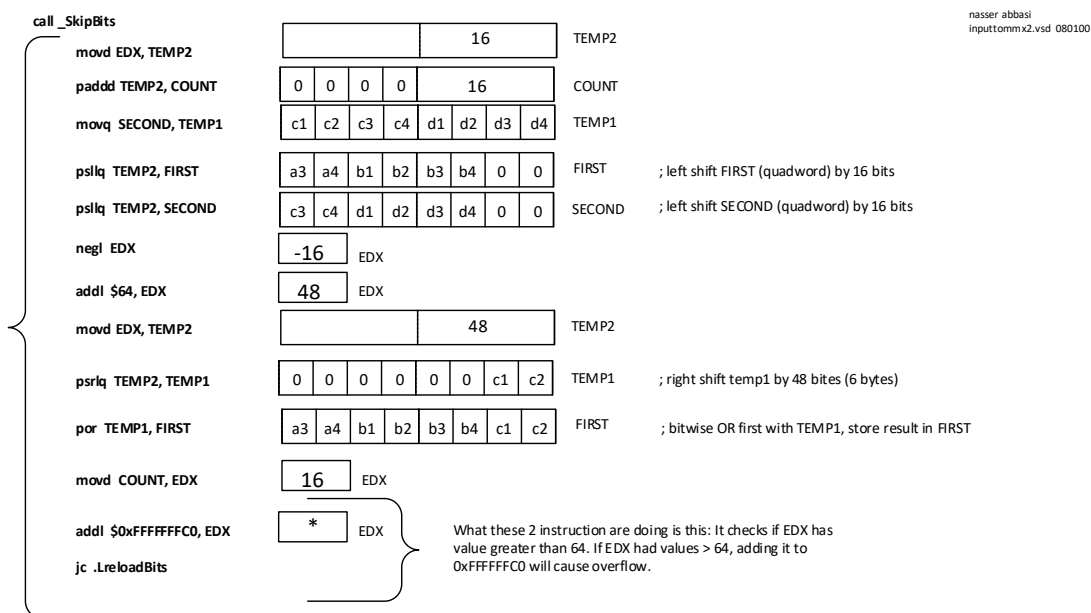 nasser abbasi
inputtommx2.vsd 080100
call _SkipBits
movd EDX, TEMP2 16 TEMP2
paddd TEMP2, COUNT 0 0 0 0 16 COUNT
movq SECOND, TEMP1 c1 c2 c3 c4 d1 d2 d3 d4 TEMP1
psllq TEMP2, FIRST a3 a4 b1 b2 b3 b4 0 0 FIRST ; left shift FIRST (quadword) by 16 bits
psllq TEMP2, SECOND c3 c4 d1 d2 d3 d4 0 0 SECOND ; left shift SECOND (quadword) by 16 bits
negl EDX -16 EDX
addl $64, EDX 48 EDX
movd EDX, TEMP2 48 TEMP2
psrlq TEMP2, TEMP1 0 0 0 0 0 0 c1 c2 TEMP1 ; right shift temp1 by 48 bites (6 bytes)
por TEMP1, FIRST a3 a4 b1 b2 b3 b4 c1 c2 FIRST ; bitwise OR first with TEMP1, store result in FIRST
movd COUNT, EDX 16 EDX
addl $0xFFFFFFC0, EDX * EDX
jc .LreloadBits
What these 2 instruction are doing is this: It checks if EDX has
value greater than 64. If EDX had values > 64, adding it to
0xFFFFFFC0 will cause overflow.